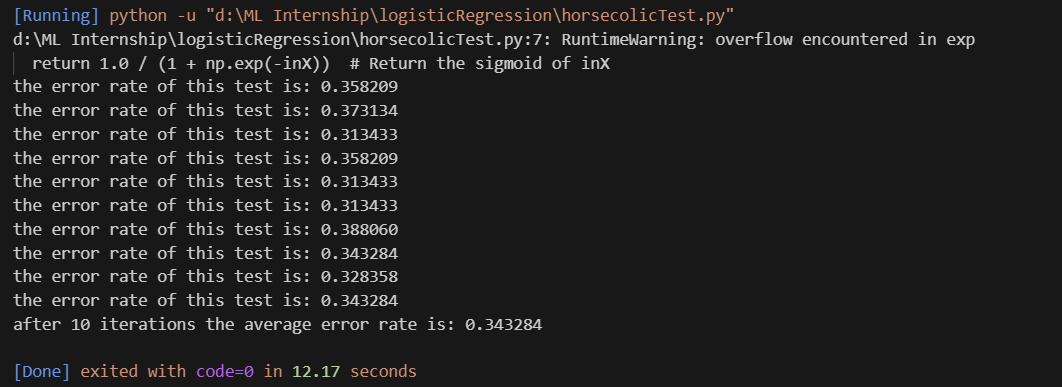 [Running] python -u "d:\ML Internship\logisticRegression\horsecolicTest.py"
d:\ML Internship\logisticRegression\horsecolicTest.py:7: RuntimeWarning: overflow encountered in exp
  return 1.0 / (1 + np.exp(-inX))  # Return the sigmoid of inX
the error rate of this test is: 0.358209
the error rate of this test is: 0.373134
the error rate of this test is: 0.313433
the error rate of this test is: 0.358209
the error rate of this test is: 0.313433
the error rate of this test is: 0.313433
the error rate of this test is: 0.388060
the error rate of this test is: 0.343284
the error rate of this test is: 0.328358
the error rate of this test is: 0.343284
after 10 iterations the average error rate is: 0.343284
[Done] exited with code=0 in 12.17 seconds